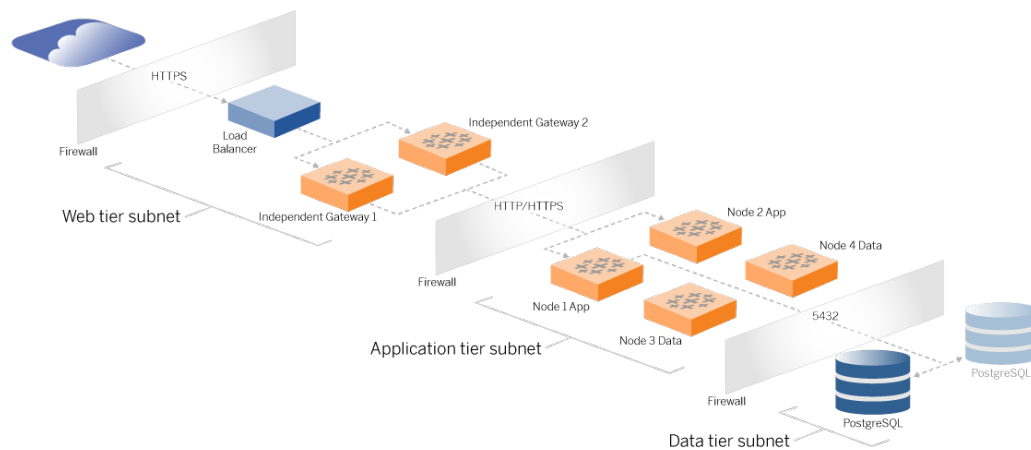 HTTPS
Firewall
Load
Balancer
Independent Gateway 2
Independent Gateway 1
Web tier subnet
HTTP/HTTPS
Firewall
Node 2 App
Node 1 App
Node 4 Data
Node 3 Data
Application tier subnet
5432
Firewall
PostgreSQL
PostgreSQL
Data tier subnet